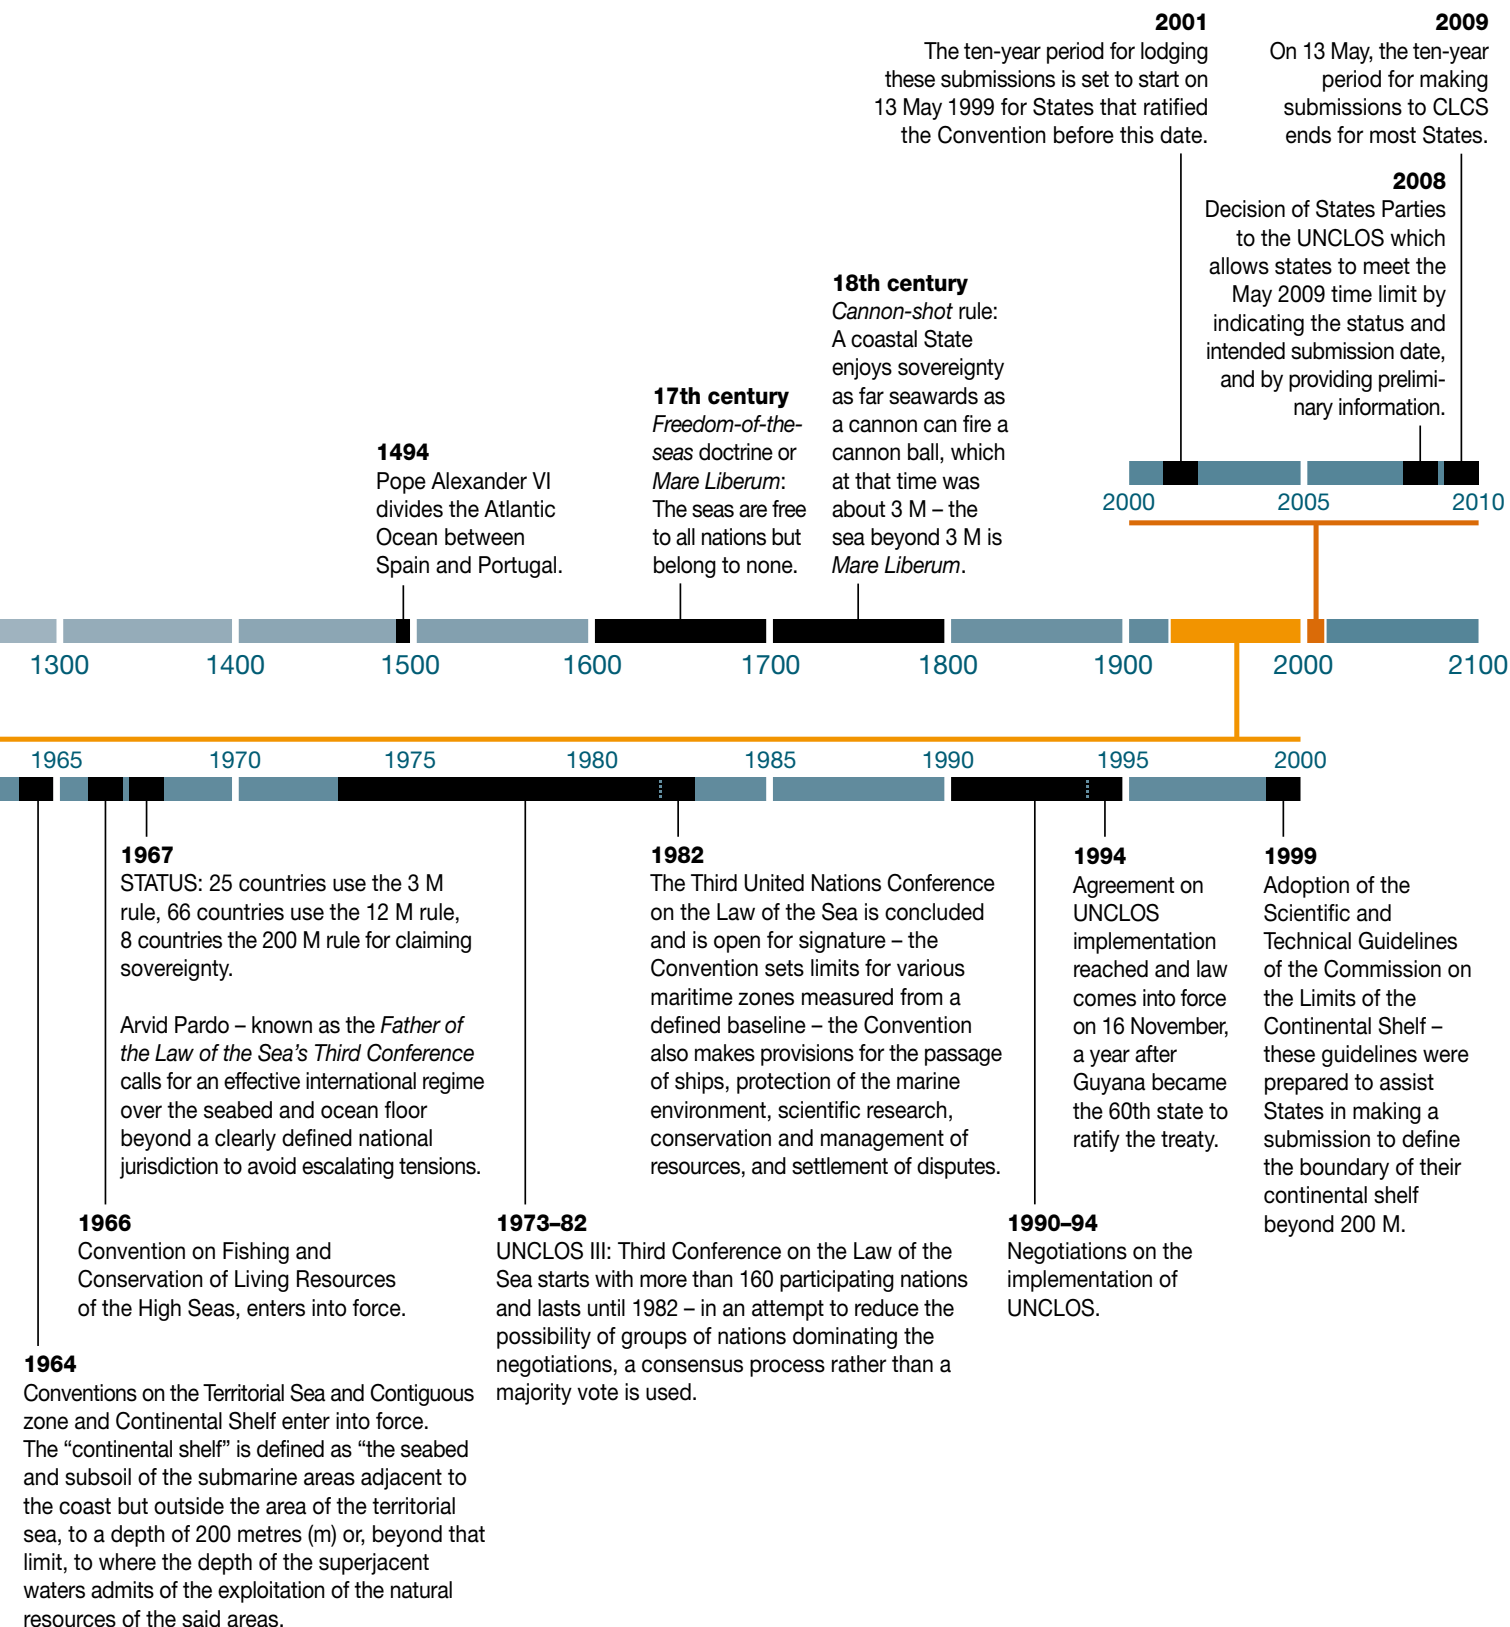 2001
The ten-year period for lodging
these submissions is set to start on
13 May 1999 for States that ratified
the Convention before this date.
2009
On 13 May, the ten-year
period for making
submissions to CLCS
ends for most States.
2008
Decision of States Parties
to the UNCLOS which
allows states to meet the
May 2009 time limit by
indicating the status and
intended submission date,
and by providing prelimi-
nary information.
18th century
Cannon-shot rule:
A coastal State
enjoys sovereignty
as far seawards as
a cannon can fire a
cannon ball, which
at that time was
about 3 M – the
sea beyond 3 M is
Mare Liberum.
17th century
Freedom-of-the-
seas doctrine or
Mare Liberum:
The seas are free
to all nations but
belong to none.
1494
Pope Alexander VI
divides the Atlantic
Ocean between
Spain and Portugal.
2000 2005 2010
1300 1400 1500 1600 1700 1800 1900 2000 2100
1965 1970 1975 1980 1985 1990 1995 2000
1967
STATUS: 25 countries use the 3 M
rule, 66 countries use the 12 M rule,
8 countries the 200 M rule for claiming
sovereignty.
Arvid Pardo – known as the Father of
the Law of the Sea's Third Conference
calls for an effective international regime
over the seabed and ocean floor
beyond a clearly defined national
jurisdiction to avoid escalating tensions.
1982
The Third United Nations Conference
on the Law of the Sea is concluded
and is open for signature – the
Convention sets limits for various
maritime zones measured from a
defined baseline – the Convention
also makes provisions for the passage
of ships, protection of the marine
environment, scientific research,
conservation and management of
resources, and settlement of disputes.
1994
Agreement on
UNCLOS
implementation
reached and law
comes into force
on 16 November,
a year after
Guyana became
the 60th state to
ratify the treaty.
1999
Adoption of the
Scientific and
Technical Guidelines
of the Commission on
the Limits of the
Continental Shelf –
these guidelines were
prepared to assist
States in making a
submission to define
the boundary of their
continental shelf
beyond 200 M.
1966
Convention on Fishing and
Conservation of Living Resources
of the High Seas, enters into force.
1973–82
UNCLOS III: Third Conference on the Law of the
Sea starts with more than 160 participating nations
and lasts until 1982 – in an attempt to reduce the
possibility of groups of nations dominating the
negotiations, a consensus process rather than a
majority vote is used.
1990–94
Negotiations on the
implementation of
UNCLOS.
1964
Conventions on the Territorial Sea and Contiguous
zone and Continental Shelf enter into force.
The “continental shelf” is defined as “the seabed
and subsoil of the submarine areas adjacent to
the coast but outside the area of the territorial
sea, to a depth of 200 metres (m) or, beyond that
limit, to where the depth of the superjacent
waters admits of the exploitation of the natural
resources of the said areas.